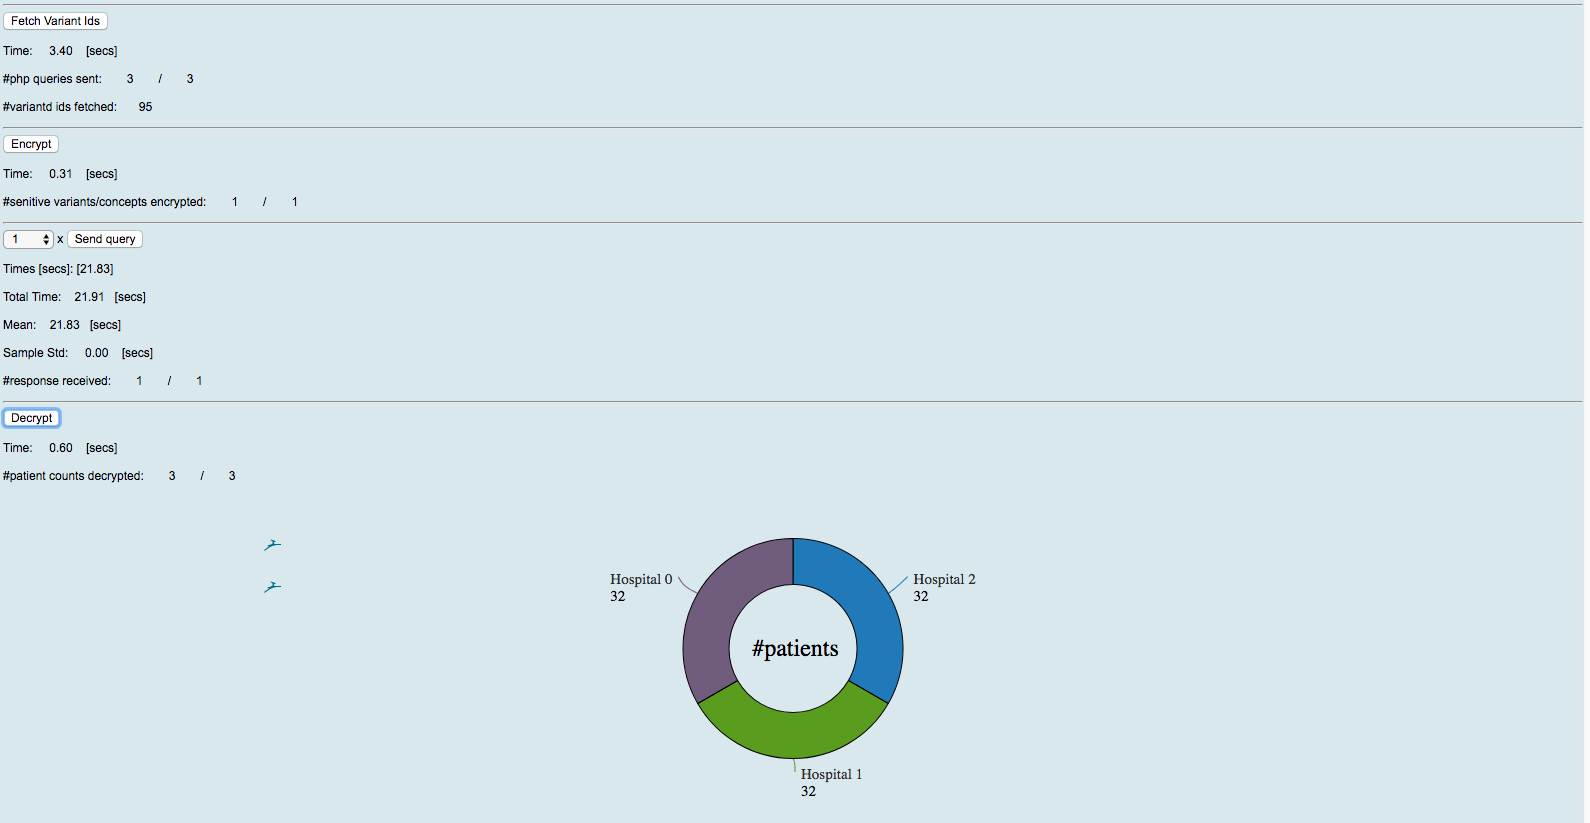 Fetch Variant Ids
Time: 3.40 [secs]
#php queries sent: 3 / 3
#variantd ids fetched: 95
Encrypt
Time: 0.31 [secs]
#senitive variants/concepts encrypted: 1 / 1
1 x Send query
Times [secs]: [21.83]
Total Time: 21.91 [secs]
Mean: 21.83 [secs]
Sample Std: 0.00 [secs]
#response received: 1 / 1
Decrypt
Time: 0.60 [secs]
#patient counts decrypted: 3 / 3
Hospital 0
32
Hospital 2
32
#patients
Hospital 1
32